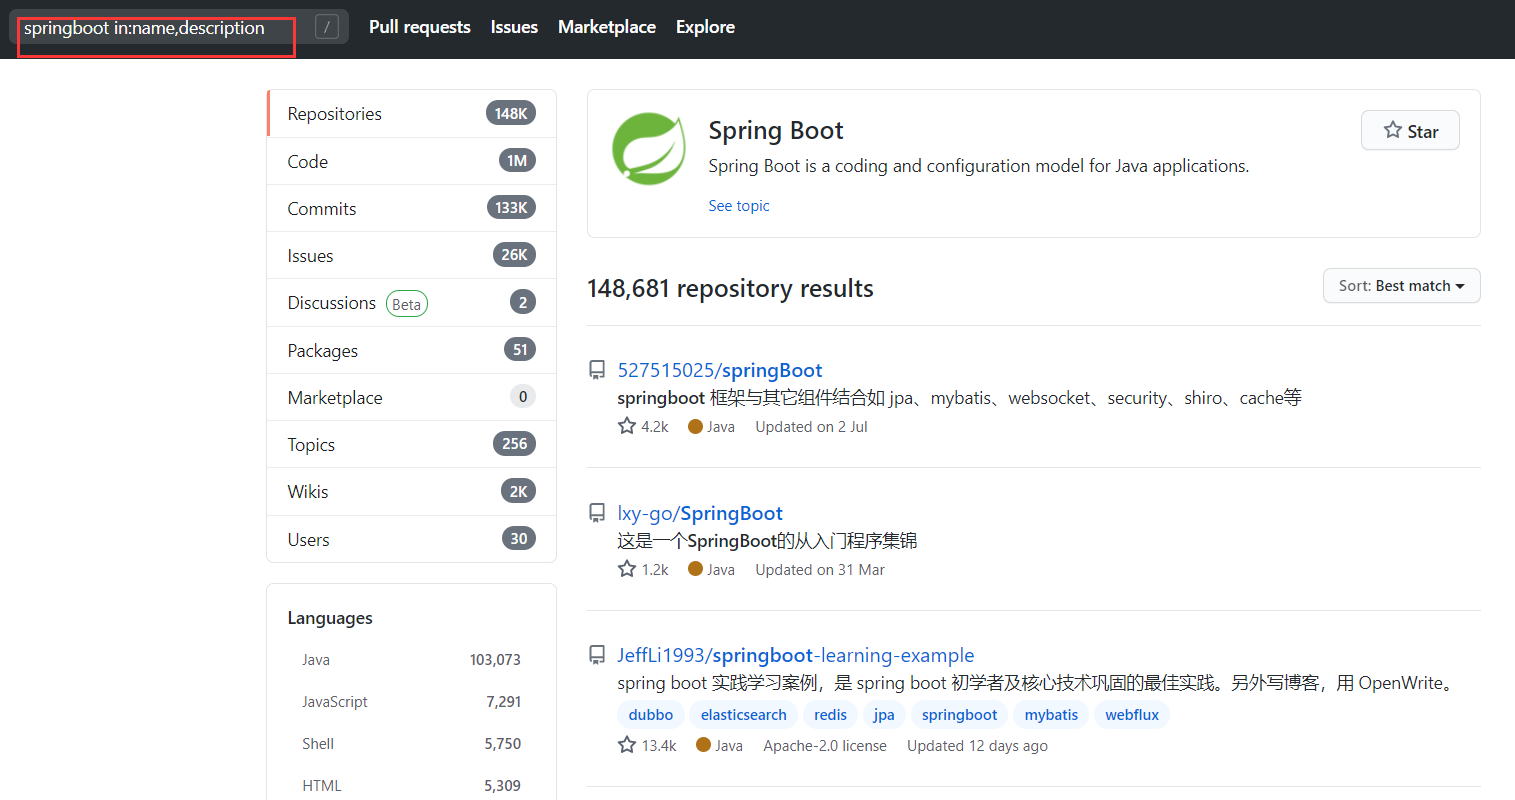 springboot in:name,description / Pull requests Issues Marketplace Explore
Repositories 148K
Code 1M
Commits 133K
Issues 26K
Discussions Beta 2
Packages 51
Marketplace 0
Topics 256
Wikis 2K
Users 30
Languages
Java 103,073
JavaScript 7,291
Shell 5,750
HTML 5,309
Spring Boot
Star
Spring Boot is a coding and configuration model for Java applications.
See topic
148,681 repository results
Sort: Best match
527515025/springBoot
springboot 框架与其它组件结合如 jpa、mybatis、websocket、security、shiro、cache等
4.2k Java Updated on 2 Jul
lxy-go/SpringBoot
这是一个SpringBoot的从入门程序集锦
1.2k Java Updated on 31 Mar
JeffLi1993/springboot-learning-example
spring boot 实践学习案例，是 spring boot 初学者及核心技术巩固的最佳实践。另外写博客，用 OpenWrite。
dubbo elasticsearch redis jpa springboot mybatis webflux
13.4k Java Apache-2.0 license Updated 12 days ago